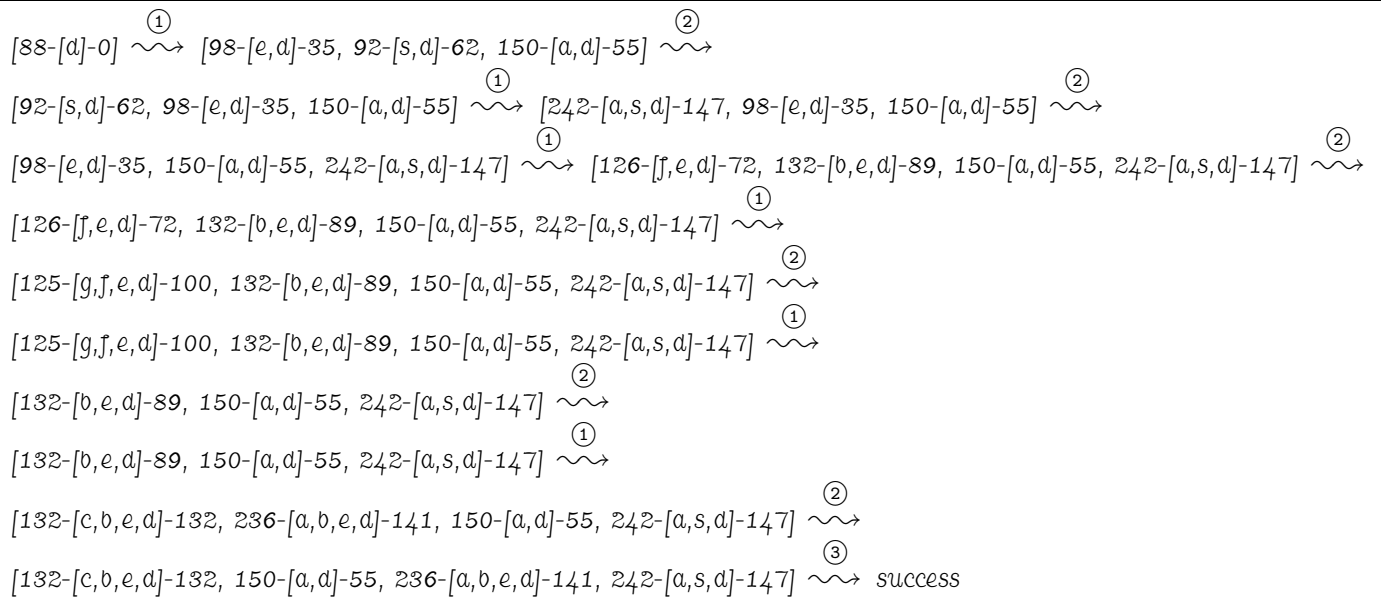 [88-[d]-0] ①⇝ [98-[e,d]-35, 92-[s,d]-62, 150-[a,d]-55] ②⇝
[92-[s,d]-62, 98-[e,d]-35, 150-[a,d]-55] ①⇝ [242-[a,s,d]-147, 98-[e,d]-35, 150-[a,d]-55] ②⇝
[98-[e,d]-35, 150-[a,d]-55, 242-[a,s,d]-147] ①⇝ [126-[f,e,d]-72, 132-[b,e,d]-89, 150-[a,d]-55, 242-[a,s,d]-147] ②⇝
[126-[f,e,d]-72, 132-[b,e,d]-89, 150-[a,d]-55, 242-[a,s,d]-147] ①⇝
[125-[g,f,e,d]-100, 132-[b,e,d]-89, 150-[a,d]-55, 242-[a,s,d]-147] ②⇝
[125-[g,f,e,d]-100, 132-[b,e,d]-89, 150-[a,d]-55, 242-[a,s,d]-147] ①⇝
[132-[b,e,d]-89, 150-[a,d]-55, 242-[a,s,d]-147] ②⇝
[132-[b,e,d]-89, 150-[a,d]-55, 242-[a,s,d]-147] ①⇝
[132-[c,b,e,d]-132, 236-[a,b,e,d]-141, 150-[a,d]-55, 242-[a,s,d]-147] ②⇝
[132-[c,b,e,d]-132, 150-[a,d]-55, 236-[a,b,e,d]-141, 242-[a,s,d]-147] ③⇝ success